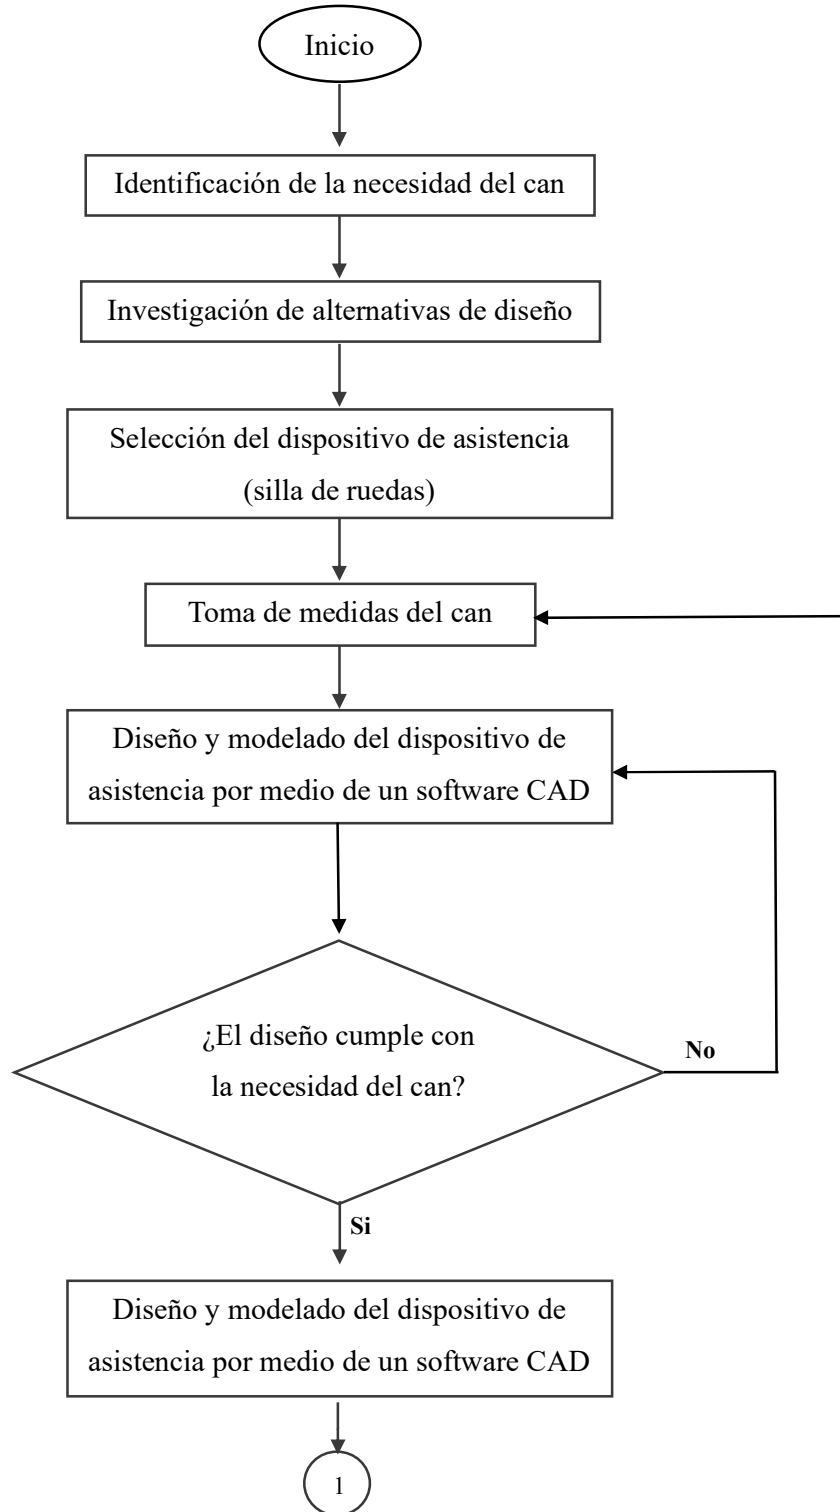 Inicio
Identificación de la necesidad del can
Investigación de alternativas de diseño
Selección del dispositivo de asistencia
(silla de ruedas)
Toma de medidas del can
Diseño y modelado del dispositivo de
asistencia por medio de un software CAD
¿El diseño cumple con
la necesidad del can?
No
Si
Diseño y modelado del dispositivo de
asistencia por medio de un software CAD
1